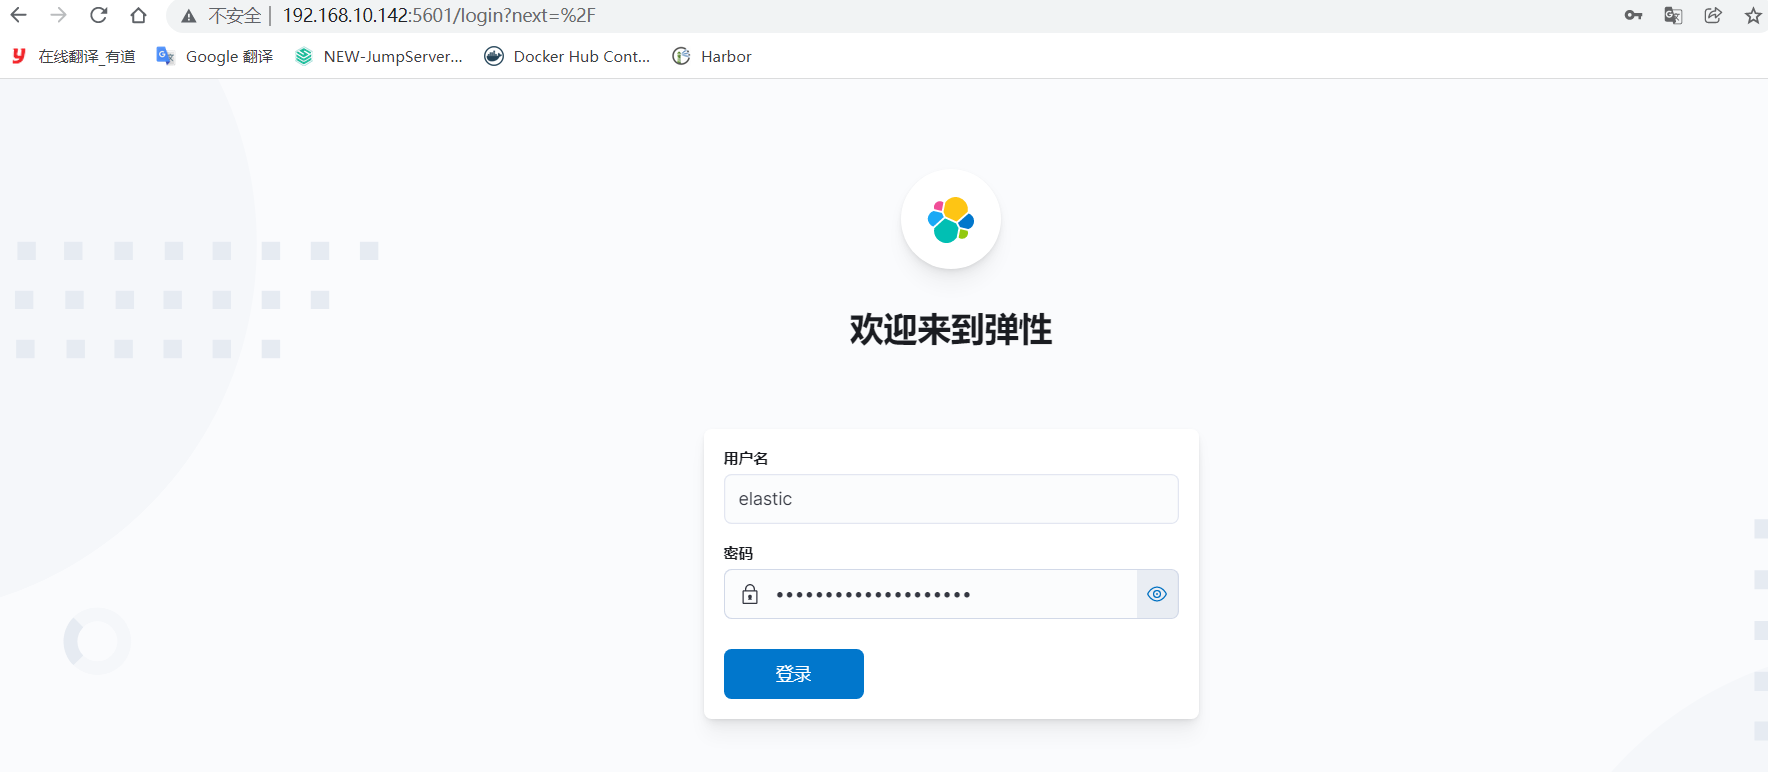 不安全 | 192.168.10.142:5601/login?next=%2F
在线翻译_有道 Google 翻译 NEW-JumpServer... Docker Hub Cont... Harbor
欢迎来到弹性
用户名
elastic
密码
••••••••••••••••••••
登录